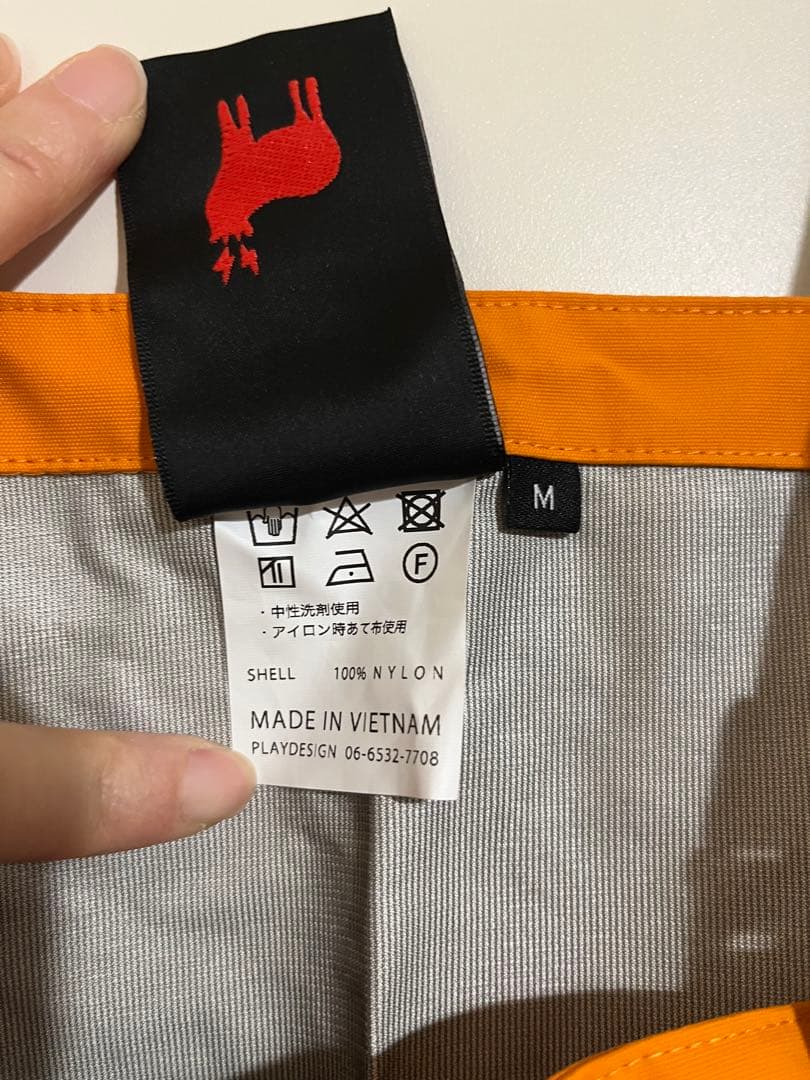 M
F
・中性洗剤使用
・アイロン時あて布使用
SHELL 100% NYLON
MADE IN VIETNAM
PLAYDESIGN 06-6532-7708